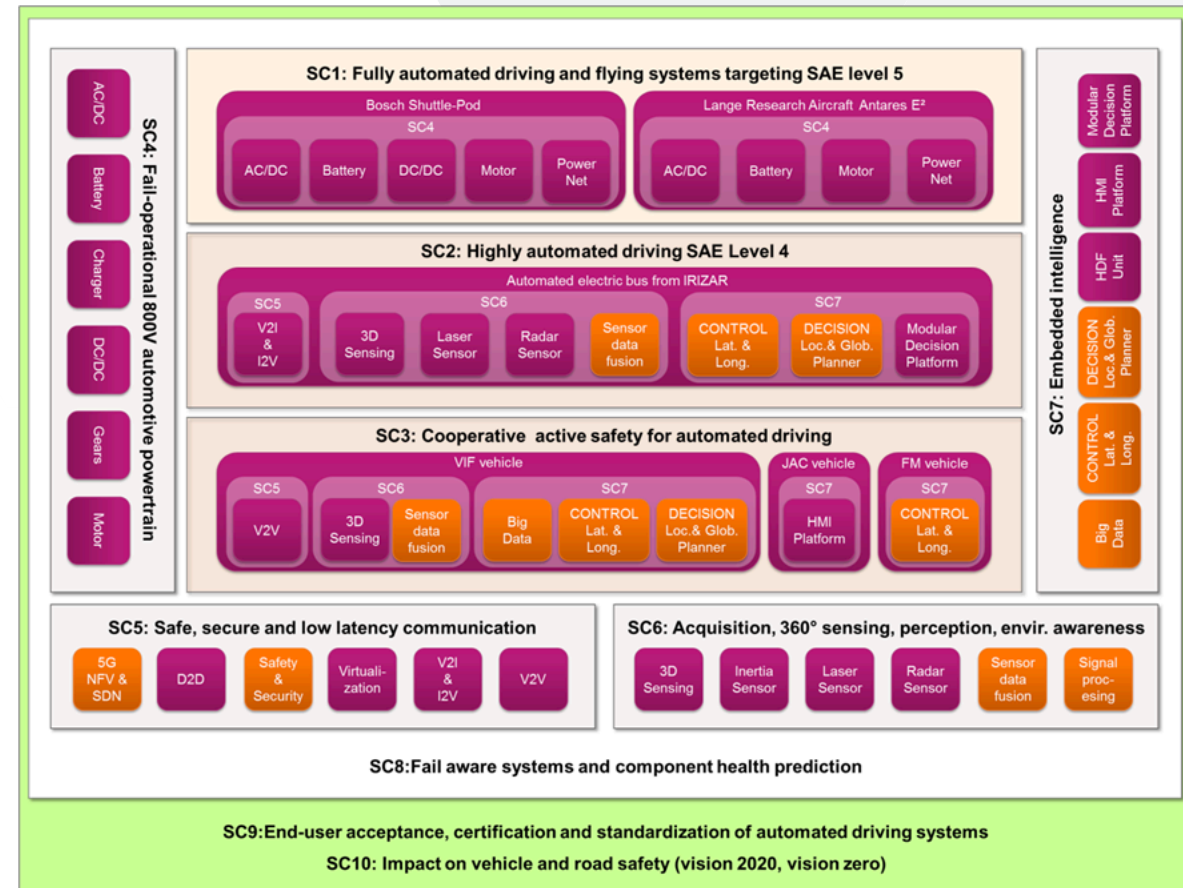 SC4: Fail-operational 800V automotive powertrain
AC/DC
Battery
Charger
DC/DC
Gears
Motor
SC1: Fully automated driving and flying systems targeting SAE level 5
Bosch Shuttle-Pod
SC4
AC/DC
Battery
DC/DC
Motor
Power
Net
Lange Research Aircraft Antares E²
SC4
AC/DC
Battery
Motor
Power
Net
SC2: Highly automated driving SAE Level 4
Automated electric bus from IRIZAR
SC5
V2I
&
I2V
SC6
3D
Sensing
Laser
Sensor
Radar
Sensor
Sensor
data
fusion
SC7
CONTROL
Lat. &
Long.
DECISION
Loc.& Glob.
Planner
Modular
Decision
Platform
SC3: Cooperative active safety for automated driving
VIF vehicle
SC5
V2V
SC6
3D
Sensing
Sensor
data
fusion
SC7
Big
Data
CONTROL
Lat. &
Long.
DECISION
Loc.& Glob.
Planner
JAC vehicle
SC7
HMI
Platform
FM vehicle
SC7
CONTROL
Lat. &
Long.
SC7: Embedded intelligence
Modular
Decision
Platform
HMI
Platform
HDF
Unit
DECISION
Loc.& Glob.
Planner
CONTROL
Lat. &
Long.
Big
Data
SC5: Safe, secure and low latency communication
5G
NFV &
SDN
D2D
Safety
&
Security
Virtuali-
zation
V2I
&
I2V
V2V
SC6: Acquisition, 360° sensing, perception, envir. awareness
3D
Sensing
Inertia
Sensor
Laser
Sensor
Radar
Sensor
Sensor
data
fusion
Signal
proc-
esing
SC8:Fail aware systems and component health prediction
SC9:End-user acceptance, certification and standardization of automated driving systems
SC10: Impact on vehicle and road safety (vision 2020, vision zero)